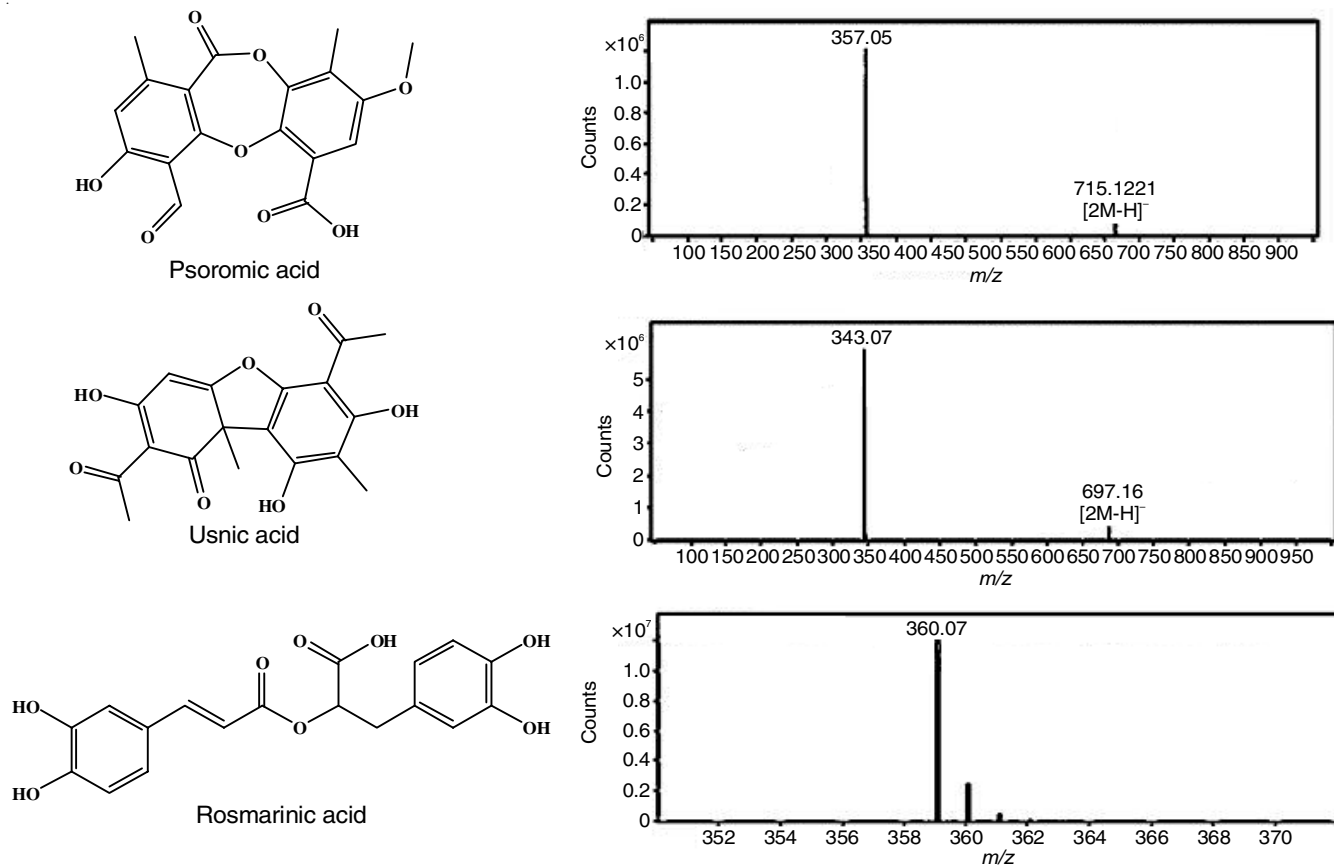 O
O
O
O
HO
O
O
OH
Psoromic acid
×10⁶
357.05
1.0
0.8
0.6
0.4
0.2
0
Counts
715.1221
[2M-H]⁻
100 150 200 250 300 350 400 450 500 550 600 650 700 750 800 850 900
m/z
O
O
HO
OH
O
O
HO
Usnic acid
×10⁶
343.07
5
4
3
2
1
0
Counts
697.16
[2M-H]⁻
100 150 200 250 300 350 400 450 500 550 600 650 700 750 800 850 900 950
m/z
O
OH
OH
O
HO
O
OH
HO
Rosmarinic acid
×10⁷
360.07
1.0
0.8
0.6
0.4
0.2
0
Counts
352 354 356 358 360 362 364 366 368 370
m/z